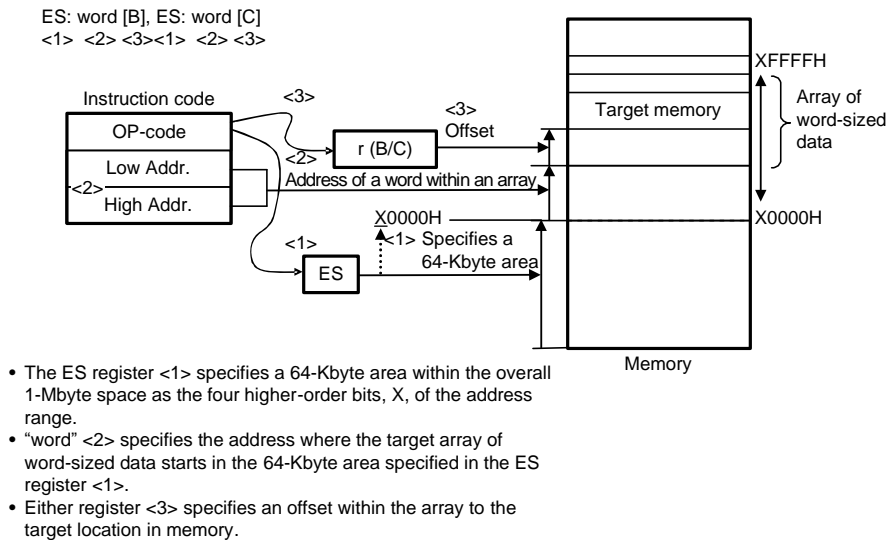 ES: word [B], ES: word [C]
<1> <2> <3><1> <2> <3>
XFFFFH
Instruction code
<3>
<3>
Offset
Target memory
Array of
word-sized
data
OP-code
r (B/C)
<2>
Low Addr.
Address of a word within an array
<2>
High Addr.
X0000H
X0000H
<1>
<1> Specifies a
64-Kbyte area
ES
Memory
• The ES register <1> specifies a 64-Kbyte area within the overall
1-Mbyte space as the four higher-order bits, X, of the address
range.
• “word” <2> specifies the address where the target array of
word-sized data starts in the 64-Kbyte area specified in the ES
register <1>.
• Either register <3> specifies an offset within the array to the
target location in memory.